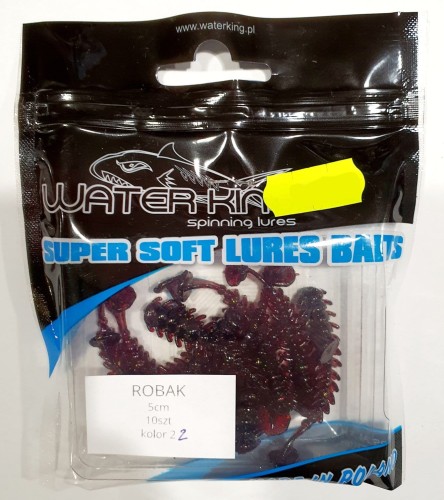 www.waterking.pl
WATER KIN
spinning lures
SUPER SOFT LURES BAITS
ROBAK
5cm
10szt
kolor 2 2